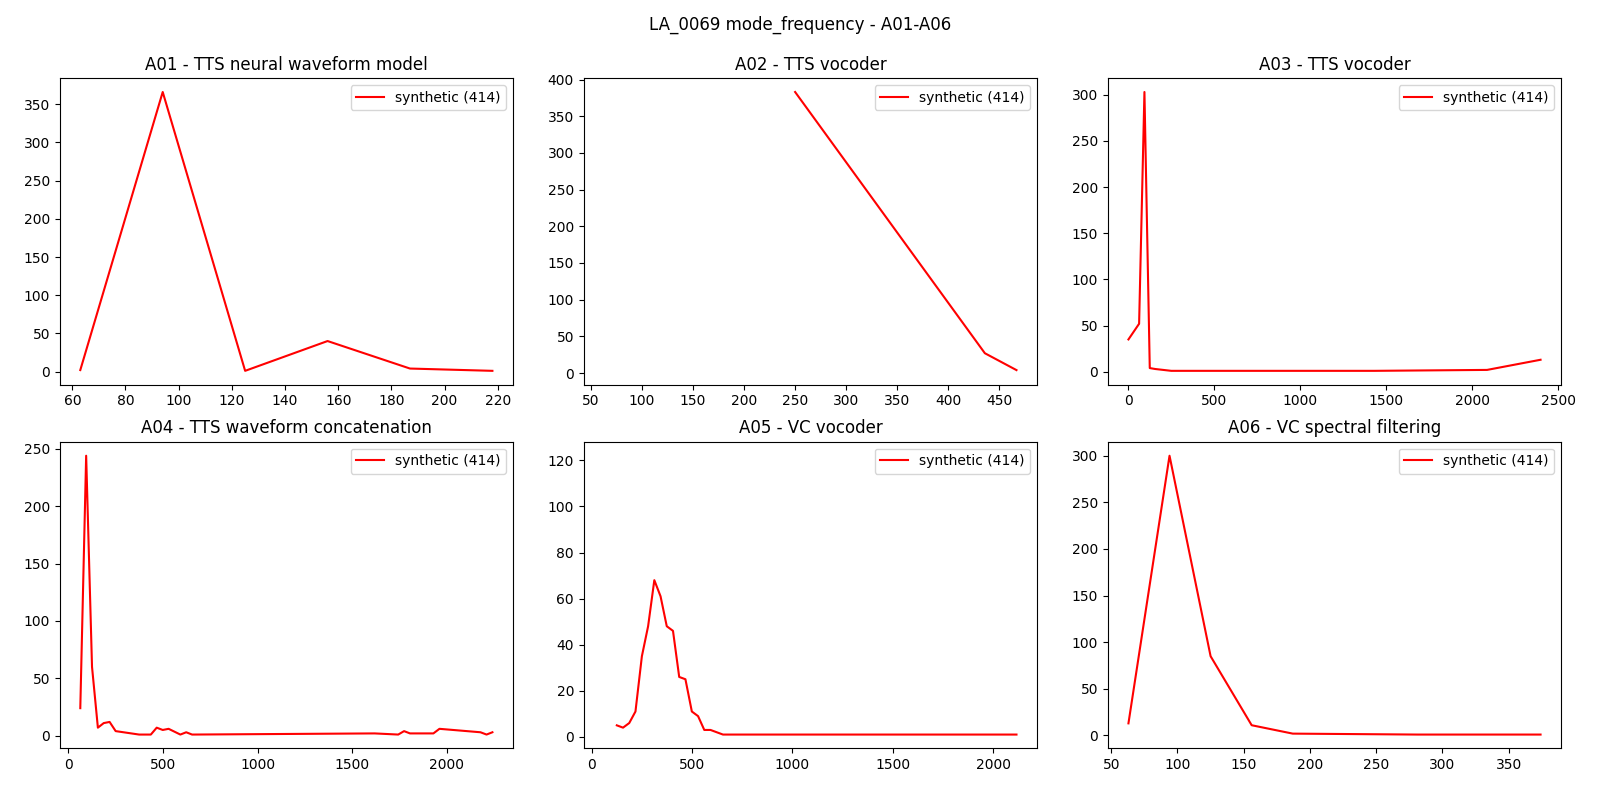 LA_0069 mode_frequency - A01-A06
A01 - TTS neural waveform model
synthetic (414)
350
300
250
200
150
100
50
0
60 80 100 120 140 160 180 200 220
A02 - TTS vocoder
synthetic (414)
400
350
300
250
200
150
100
50
0
50 100 150 200 250 300 350 400 450
A03 - TTS vocoder
synthetic (414)
300
250
200
150
100
50
0
0 500 1000 1500 2000 2500
A04 - TTS waveform concatenation
synthetic (414)
250
200
150
100
50
0
0 500 1000 1500 2000
A05 - VC vocoder
synthetic (414)
120
100
80
60
40
20
0
0 500 1000 1500 2000
A06 - VC spectral filtering
synthetic (414)
300
250
200
150
100
50
0
50 100 150 200 250 300 350